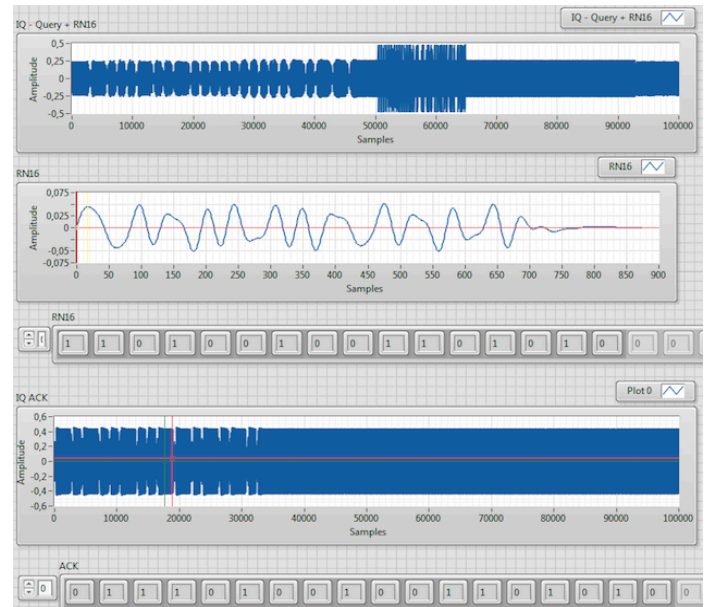 IQ - Query + RN16
IQ - Query + RN16
0,5
0,25
0
-0,25
-0,5
Amplitude
0 10000 20000 30000 40000 50000 60000 70000 80000 90000 100000
Samples
RN16
RN16
0,075
0,025
0
-0,05
-0,075
Amplitude
0 50 100 150 200 250 300 350 400 450 500 550 600 650 700 750 800 850 900
Samples
RN16
1 1 0 1 0 0 1 0 0 1 1 0 1 0 1 0 0 0
IQ ACK
Plot 0
0,6
0,4
0,2
0
-0,2
-0,4
-0,6
Amplitude
0 10000 20000 30000 40000 50000 60000 70000 80000 90000 100000
Samples
ACK
0 0 1 1 1 0 1 0 0 1 0 0 1 1 0 1 0 1 0